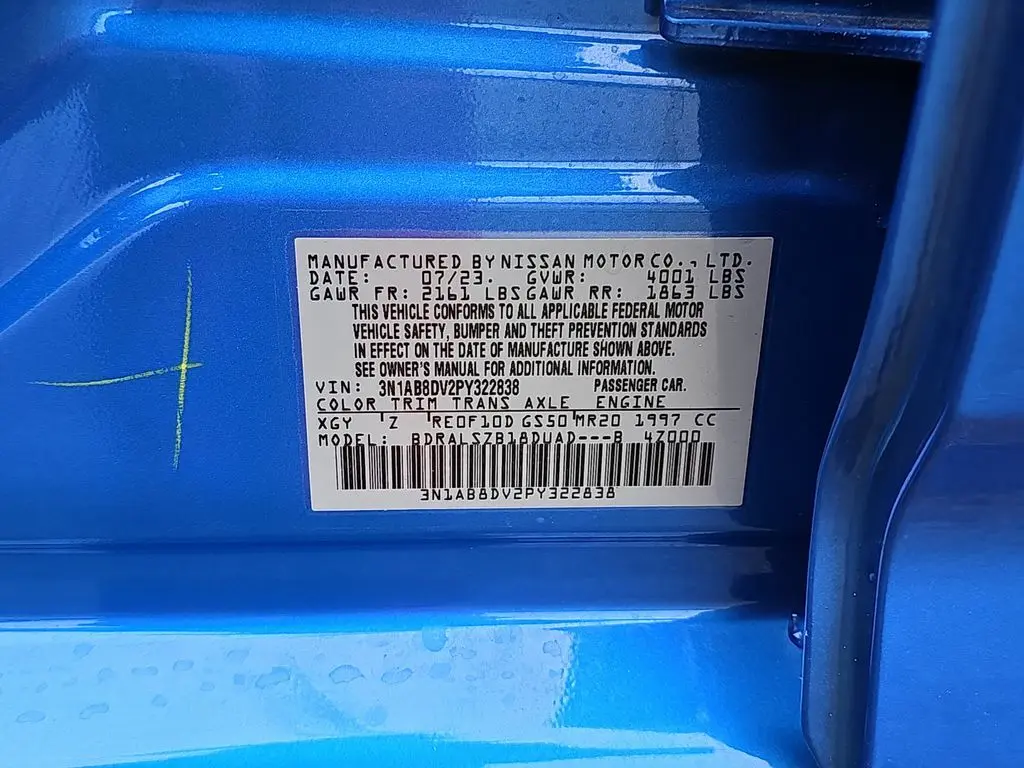 MANUFACTURED BY NISSAN MOTOR CO., LTD.
DATE: 07/23. GVWR: 4001 LBS
GAWR FR: 2161 LBS GAWR RR: 1863 LBS
THIS VEHICLE CONFORMS TO ALL APPLICABLE FEDERAL MOTOR
VEHICLE SAFETY, BUMPER AND THEFT PREVENTION STANDARDS
IN EFFECT ON THE DATE OF MANUFACTURE SHOWN ABOVE.
SEE OWNER'S MANUAL FOR ADDITIONAL INFORMATION.
VIN: 3N1AB8DV2PY322838 PASSENGER CAR.
COLOR TRIM TRANS AXLE ENGINE
XGY Z RE0F10D GS50 MR20 1997 CC
MODEL: BDRALSZB18DUAD---B 47000
3N1AB8DV2PY322838